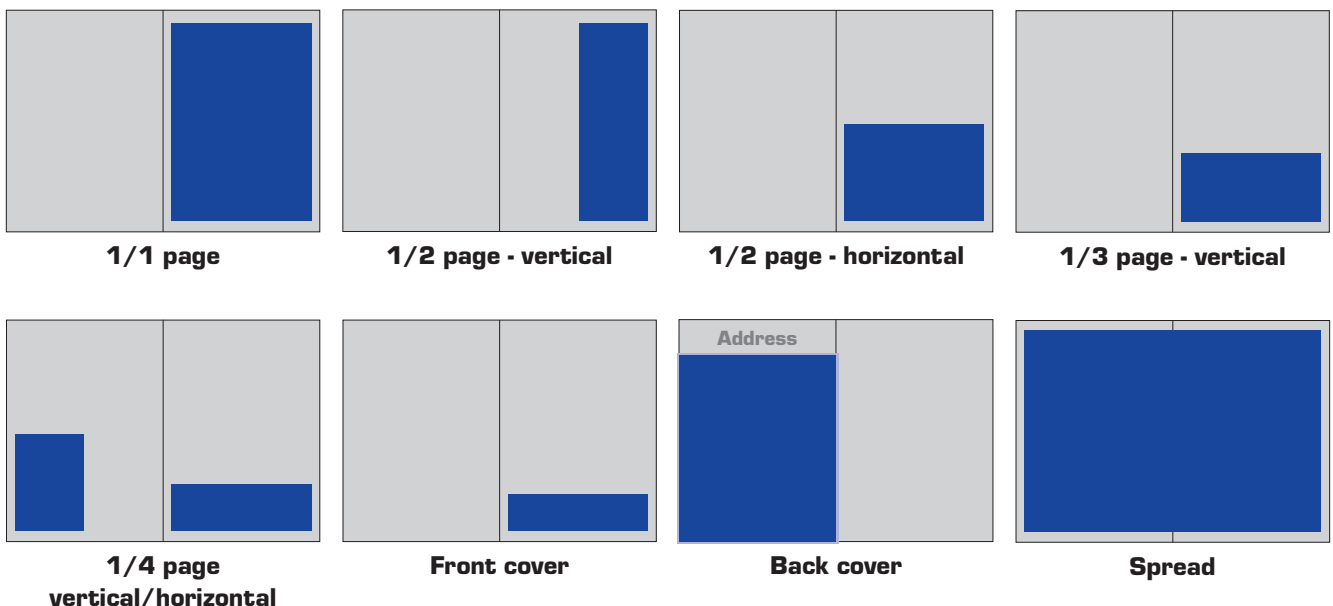 1/1 page
1/2 page - vertical
1/2 page - horizontal
1/3 page - vertical
Address
1/4 page
vertical/horizontal
Front cover
Back cover
Spread